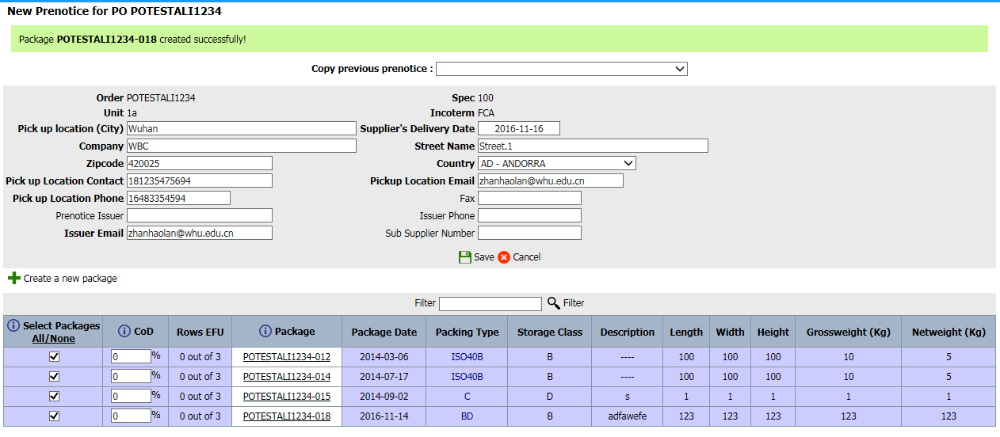 New Prenotice for PO POTESTALI1234
Package POTESTALI1234-018 created successfully!
Copy previous prenotice :
Order POTESTALI1234 Spec 100
Unit 1a Incoterm FCA
Pick up location (City) Wuhan Supplier's Delivery Date 2016-11-16
Company WBC Street Name Street.1
Zipcode 420025 Country AD - ANDORRA
Pick up Location Contact 181235475694 Pickup Location Email zhanhaolan@whu.edu.cn
Pick up Location Phone 16483354594 Fax
Prenotice Issuer Issuer Phone
Issuer Email zhanhaolan@whu.edu.cn Sub Supplier Number
Save Cancel
Create a new package
Filter Filter
Select Packages All/None CoD Rows EFU Package Package Date Packing Type Storage Class Description Length Width Height Grossweight (Kg) Netweight (Kg)
0 % 0 out of 3 POTESTALI1234-012 2014-03-06 ISO40B B ---- 100 100 100 10 5
0 % 0 out of 3 POTESTALI1234-014 2014-07-17 ISO40B B ---- 100 100 100 10 5
0 % 0 out of 3 POTESTALI1234-015 2014-09-02 C D s 1 1 1 1 1
0 % 0 out of 3 POTESTALI1234-018 2016-11-14 BD B adfawefe 123 123 123 123 123